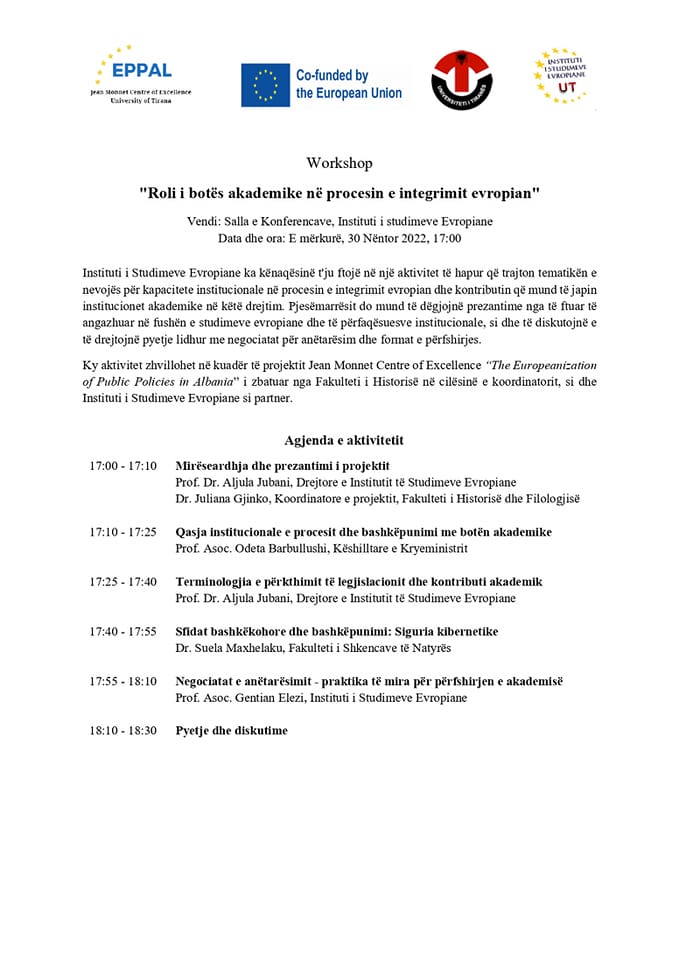 EPPAL
Jean Monnet Centre of Excellence
University of Tirana
Co-funded by
the European Union
UNIVERSITETI I TIRANËS
INSTITUTI
I STUDIMEVE
EVROPIANE
UT
Workshop
"Roli i botës akademike në procesin e integrimit evropian"
Vendi: Salla e Konferencave, Instituti i studimeve Evropiane
Data dhe ora: E mërkurë, 30 Nëntor 2022, 17:00
Instituti i Studimeve Evropiane ka kënaqësinë t'ju ftojë në një aktivitet të hapur që trajton tematikën e
nevojës për kapacitete institucionale në procesin e integrimit evropian dhe kontributin që mund të japin
institucionet akademike në këtë drejtim. Pjesëmarrësit do mund të dëgjojnë prezantime nga të ftuar të
angazhuar në fushën e studimeve evropiane dhe të përfaqësuesve institucionale, si dhe të diskutojnë e
të drejtojnë pyetje lidhur me negociatat për anëtarësim dhe format e përfshirjes.
Ky aktivitet zhvillohet në kuadër të projektit Jean Monnet Centre of Excellence “The Europeanization
of Public Policies in Albania” i zbatuar nga Fakulteti i Historisë në cilësinë e koordinatorit, si dhe
Instituti i Studimeve Evropiane si partner.
Agjenda e aktivitetit
17:00 - 17:10 Mirëseardhja dhe prezantimi i projektit
Prof. Dr. Aljula Jubani, Drejtore e Institutit të Studimeve Evropiane
Dr. Juliana Gjinko, Koordinatore e projektit, Fakulteti i Historisë dhe Filologjisë
17:10 - 17:25 Qasja institucionale e procesit dhe bashkëpunimi me botën akademike
Prof. Asoc. Odeta Barbullushi, Këshilltare e Kryeministrit
17:25 - 17:40 Terminologjia e përkthimit të legjislacionit dhe kontributi akademik
Prof. Dr. Aljula Jubani, Drejtore e Institutit të Studimeve Evropiane
17:40 - 17:55 Sfidat bashkëkohore dhe bashkëpunimi: Siguria kibernetike
Dr. Suela Maxhelaku, Fakulteti i Shkencave të Natyrës
17:55 - 18:10 Negociatat e anëtarësimit - praktika të mira për përfshirjen e akademisë
Prof. Asoc. Gentian Elezi, Instituti i Studimeve Evropiane
18:10 - 18:30 Pyetje dhe diskutime